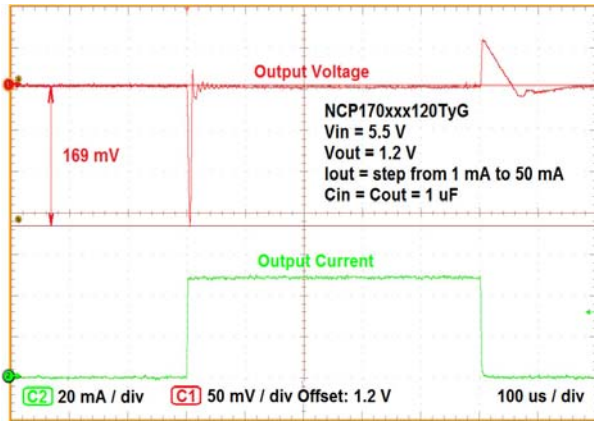 Output Voltage
NCP170xxx120TyG
Vin = 5.5 V
Vout = 1.2 V
Iout = step from 1 mA to 50 mA
Cin = Cout = 1 uF
169 mV
Output Current
C2 20 mA / div C1 50 mV / div Offset: 1.2 V 100 us / div